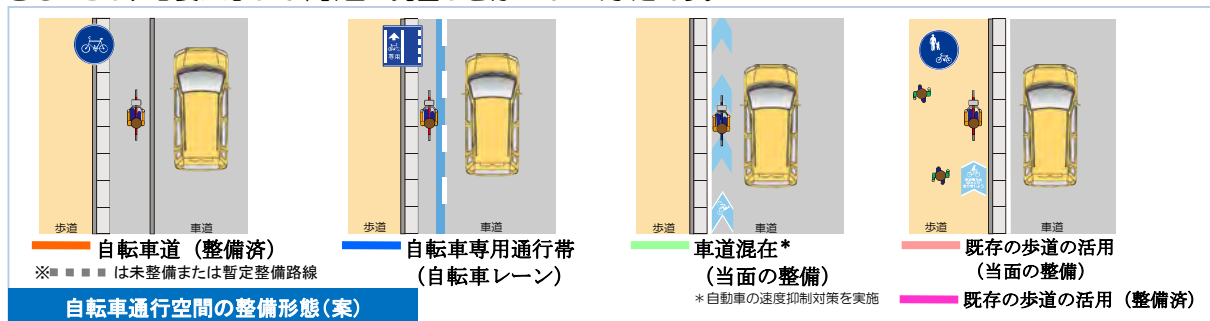 専用
歩道
車道
歩道
車道
歩道
車道
歩道
車道
自転車道（整備済）
※■ ■ ■ ■ は未整備または暫定整備路線
自転車専用通行帯
（自転車レーン）
車道混在*
（当面の整備）
*自動車の速度抑制対策を実施
既存の歩道の活用
（当面の整備）
既存の歩道の活用（整備済）
自転車通行空間の整備形態（案）